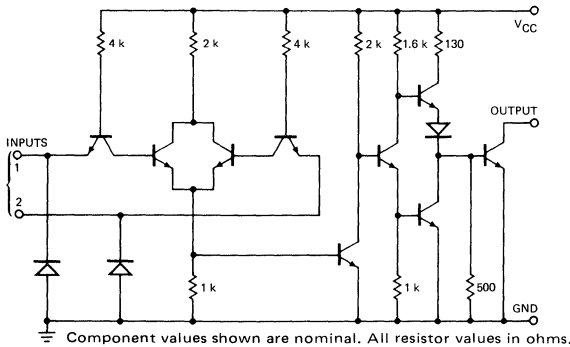 VCC
4 k
2 k
4 k
2 k
1.6 k
130
OUTPUT
INPUTS
1
2
1 k
1 k
500
GND
Component values shown are nominal. All resistor values in ohms.